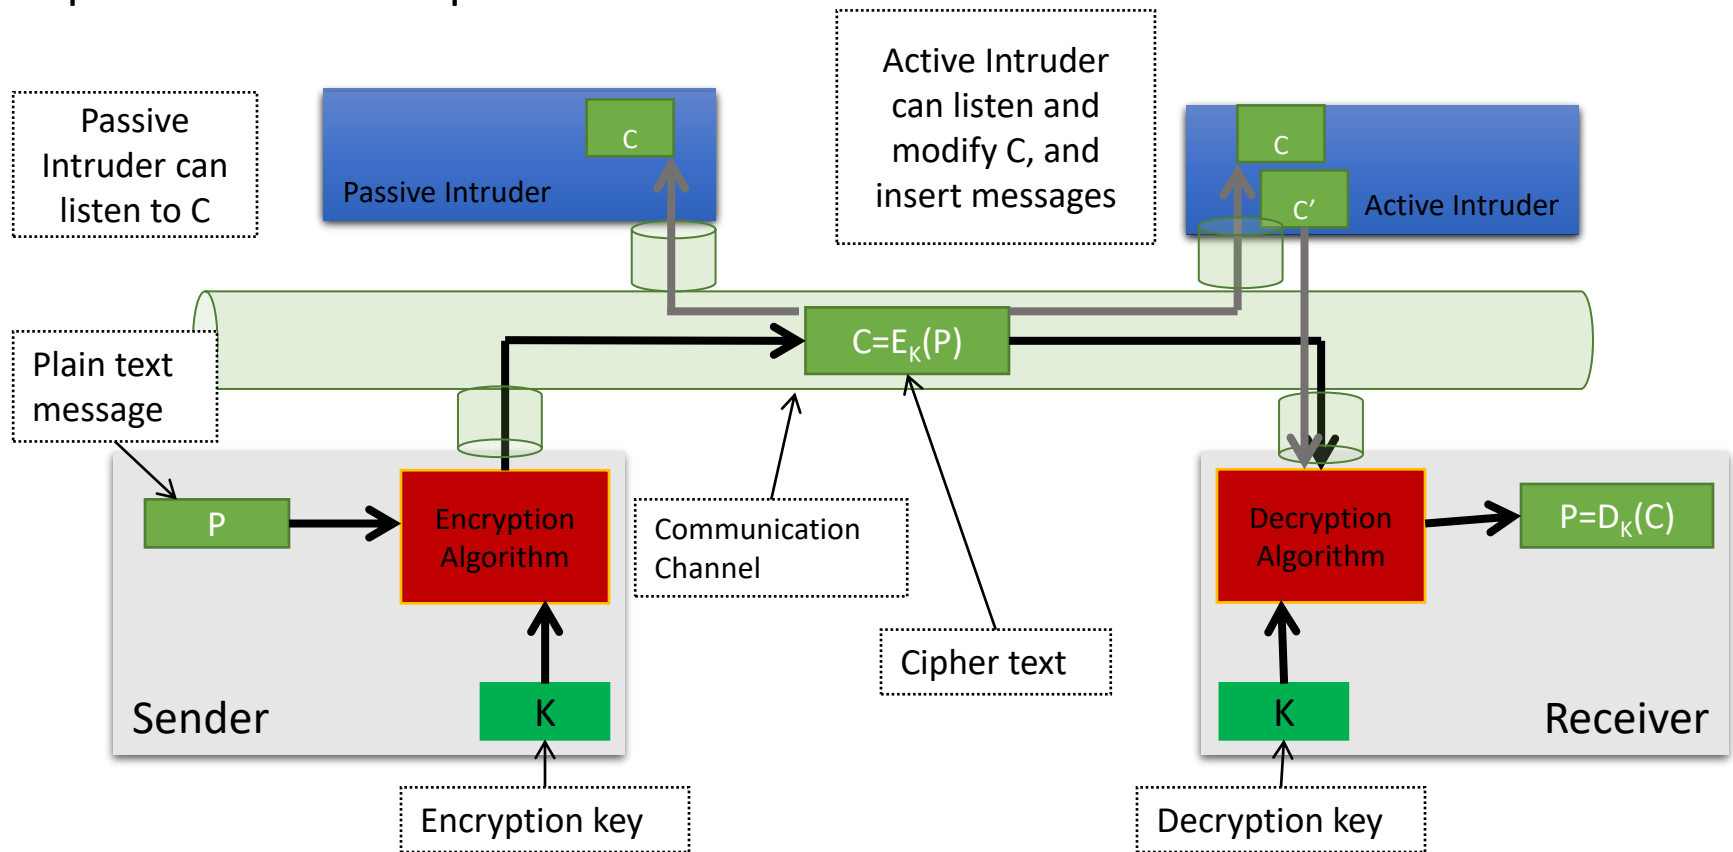 Passive
Intruder can
listen to C
C
Passive Intruder
Active Intruder
can listen and
modify C, and
insert messages
C
C’
Active Intruder
Plain text
message
C=EK(P)
P
Encryption
Algorithm
Communication
Channel
Cipher text
Decryption
Algorithm
P=DK(C)
Sender
K
K
Receiver
Encryption key
Decryption key